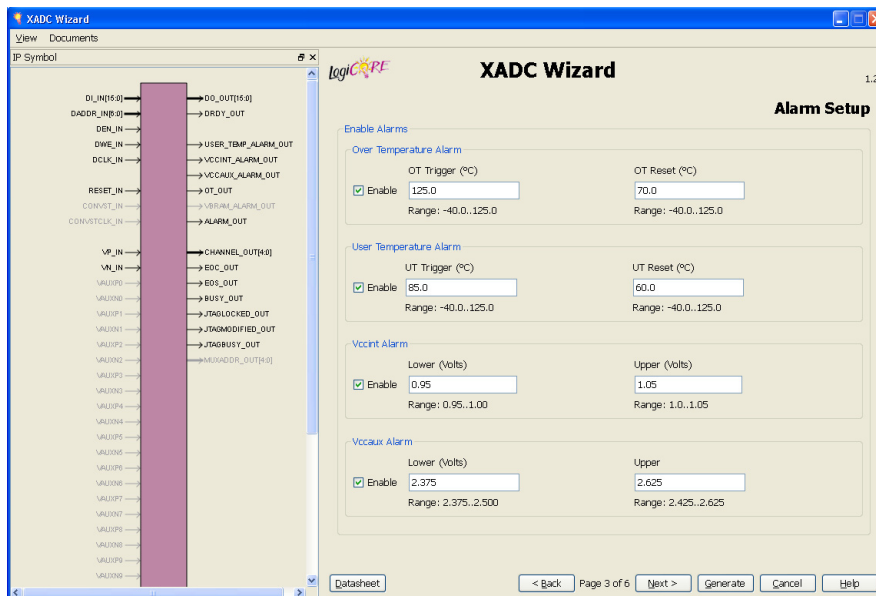 XADC Wizard
View Documents
IP Symbol
DI_IN[15:0]
DADDR_IN[6:0]
DEN_IN
DWE_IN
DCLK_IN
RESET_IN
CONVST_IN
CONVSTCLK_IN
VP_IN
VN_IN
VAUXP0
VAUXN0
VAUXP1
VAUXN1
VAUXP2
VAUXN2
VAUXP3
VAUXN3
VAUXP4
VAUXN4
VAUXP5
VAUXN5
VAUXP6
VAUXN6
VAUXP7
VAUXN7
VAUXP8
VAUXN8
VAUXP9
VAUXN9
DO_OUT[15:0]
DRDY_OUT
USER_TEMP_ALARM_OUT
VCCINT_ALARM_OUT
VCCAUX_ALARM_OUT
OT_OUT
VBRAM_ALARM_OUT
ALARM_OUT
CHANNEL_OUT[4:0]
EOC_OUT
EOS_OUT
BUSY_OUT
JTAGLOCKED_OUT
JTAGMODIFIED_OUT
JTAGBUSY_OUT
MUXADDR_OUT[4:0]
LogiCORE
XADC Wizard
1.2
Alarm Setup
Enable Alarms
Over Temperature Alarm
OT Trigger (ºC) OT Reset (ºC)
Enable 125.0 70.0
Range: -40.0..125.0 Range: -40.0..125.0
User Temperature Alarm
UT Trigger (ºC) UT Reset (ºC)
Enable 85.0 60.0
Range: -40.0..125.0 Range: -40.0..125.0
Vccint Alarm
Lower (Volts) Upper (Volts)
Enable 0.95 1.05
Range: 0.95..1.00 Range: 1.0..1.05
Vccaux Alarm
Lower (Volts) Upper
Enable 2.375 2.625
Range: 2.375..2.500 Range: 2.425..2.625
Datasheet < Back Page 3 of 6 Next > Generate Cancel Help